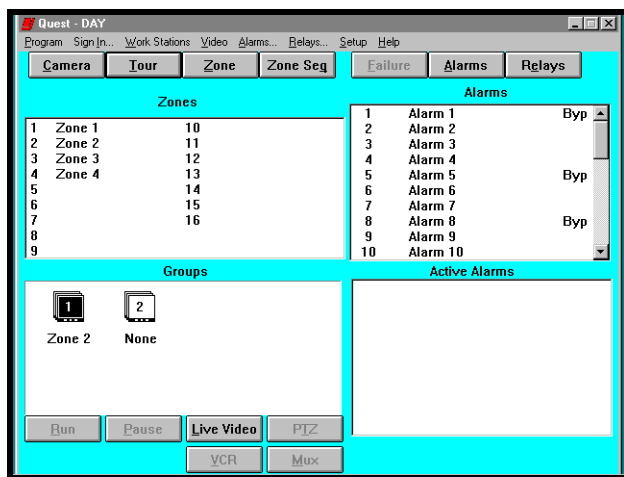 Quest - DAY
Program Sign In... Work Stations Video Alarms... Relays... Setup Help
Camera Tour Zone Zone Seq Failure Alarms Relays
Zones
1 Zone 1 10
2 Zone 2 11
3 Zone 3 12
4 Zone 4 13
5 14
6 15
7 16
8
9
Alarms
1 Alarm 1 Byp
2 Alarm 2
3 Alarm 3
4 Alarm 4
5 Alarm 5 Byp
6 Alarm 6
7 Alarm 7
8 Alarm 8 Byp
9 Alarm 9
10 Alarm 10
Groups
1 2
Zone 2 None
Active Alarms
Run Pause Live Video PTZ
VCR Mux